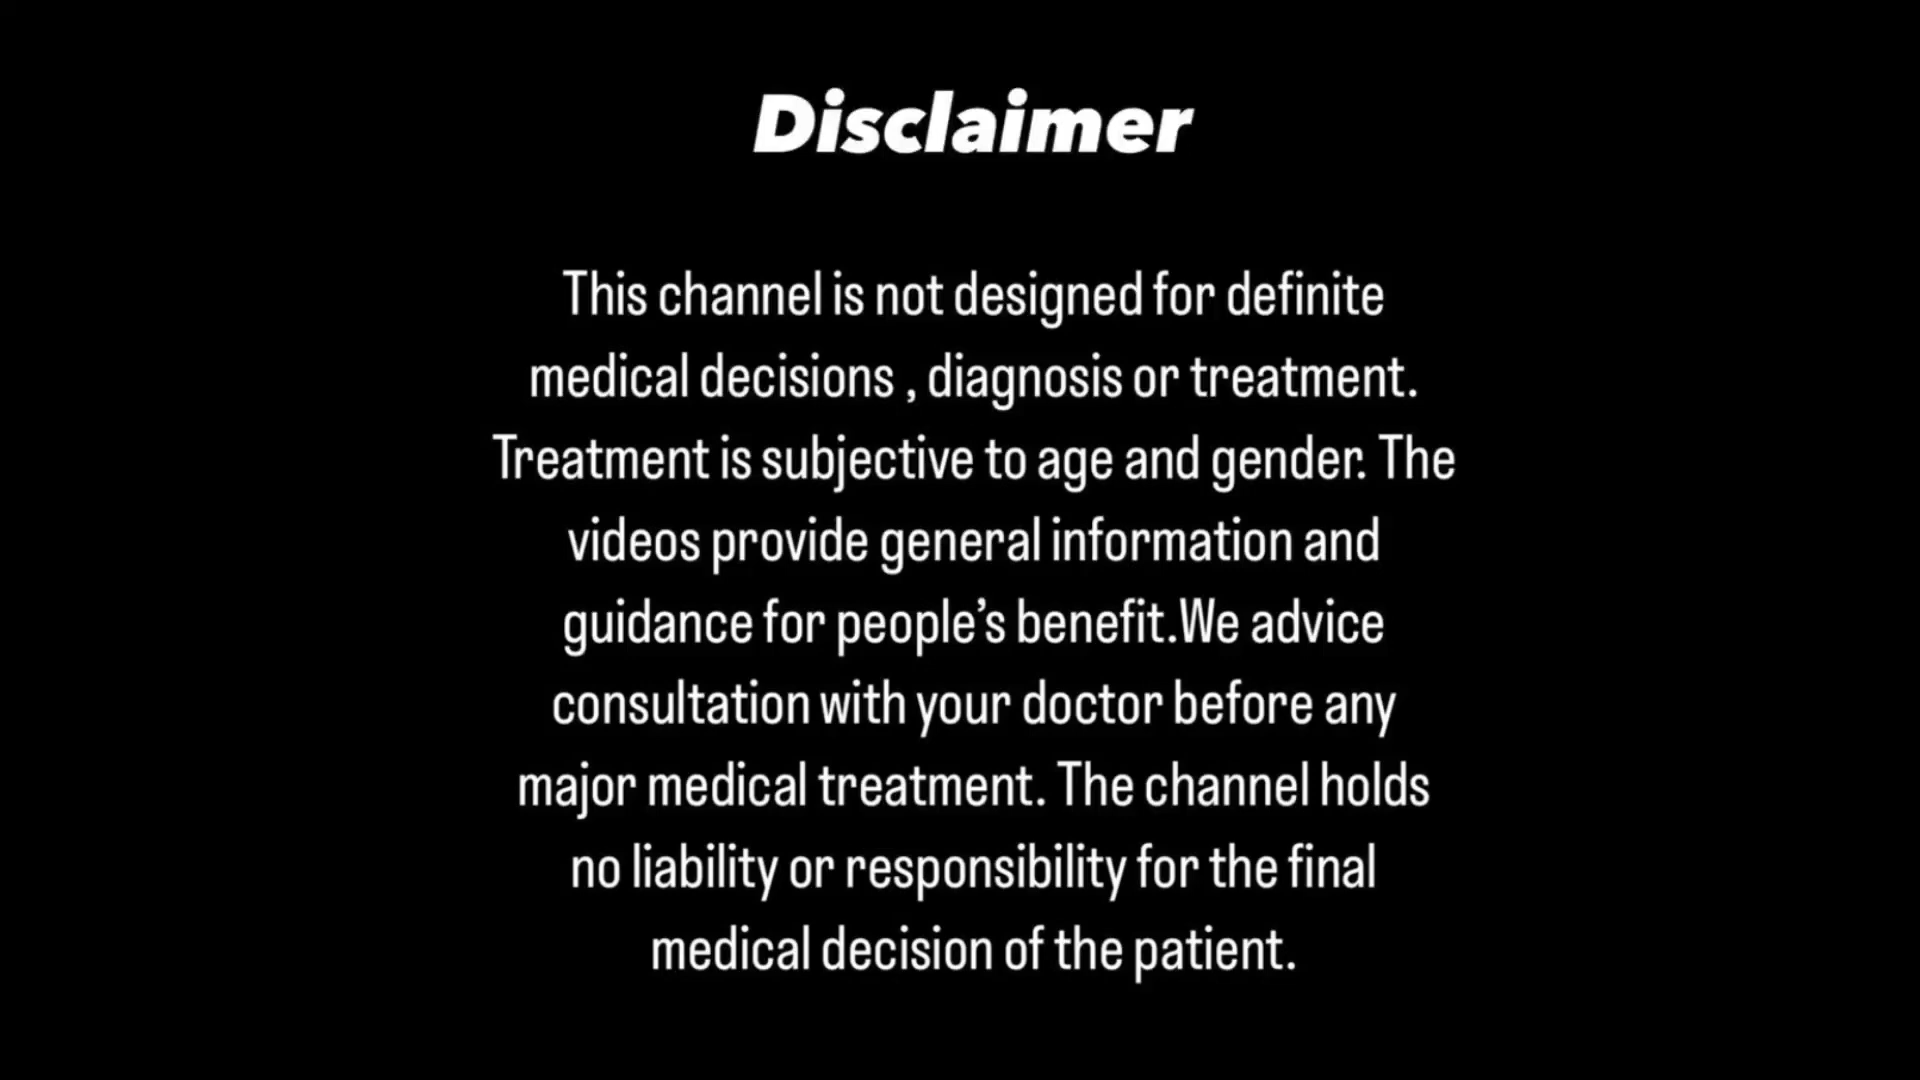 Disclaimer
This channel is not designed for definite
medical decisions , diagnosis or treatment.
Treatment is subjective to age and gender. The
videos provide general information and
guidance for people’s benefit.We advice
consultation with your doctor before any
major medical treatment. The channel holds
no liability or responsibility for the final
medical decision of the patient.